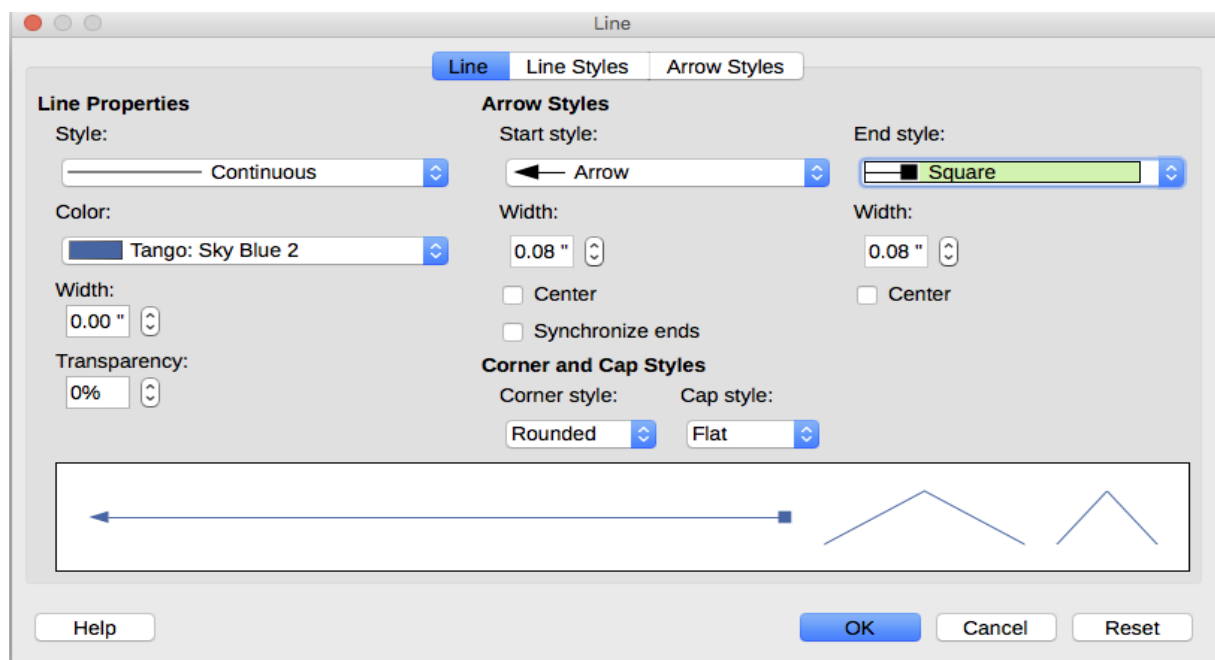 Line
Line Line Styles Arrow Styles
Line Properties
Style:
Continuous
Color:
Tango: Sky Blue 2
Width:
0.00 "
Transparency:
0%
Arrow Styles
Start style:
Arrow
Width:
0.08 "
Center
Synchronize ends
End style:
Square
Width:
0.08 "
Center
Corner and Cap Styles
Corner style: Cap style:
Rounded Flat
Help OK Cancel Reset